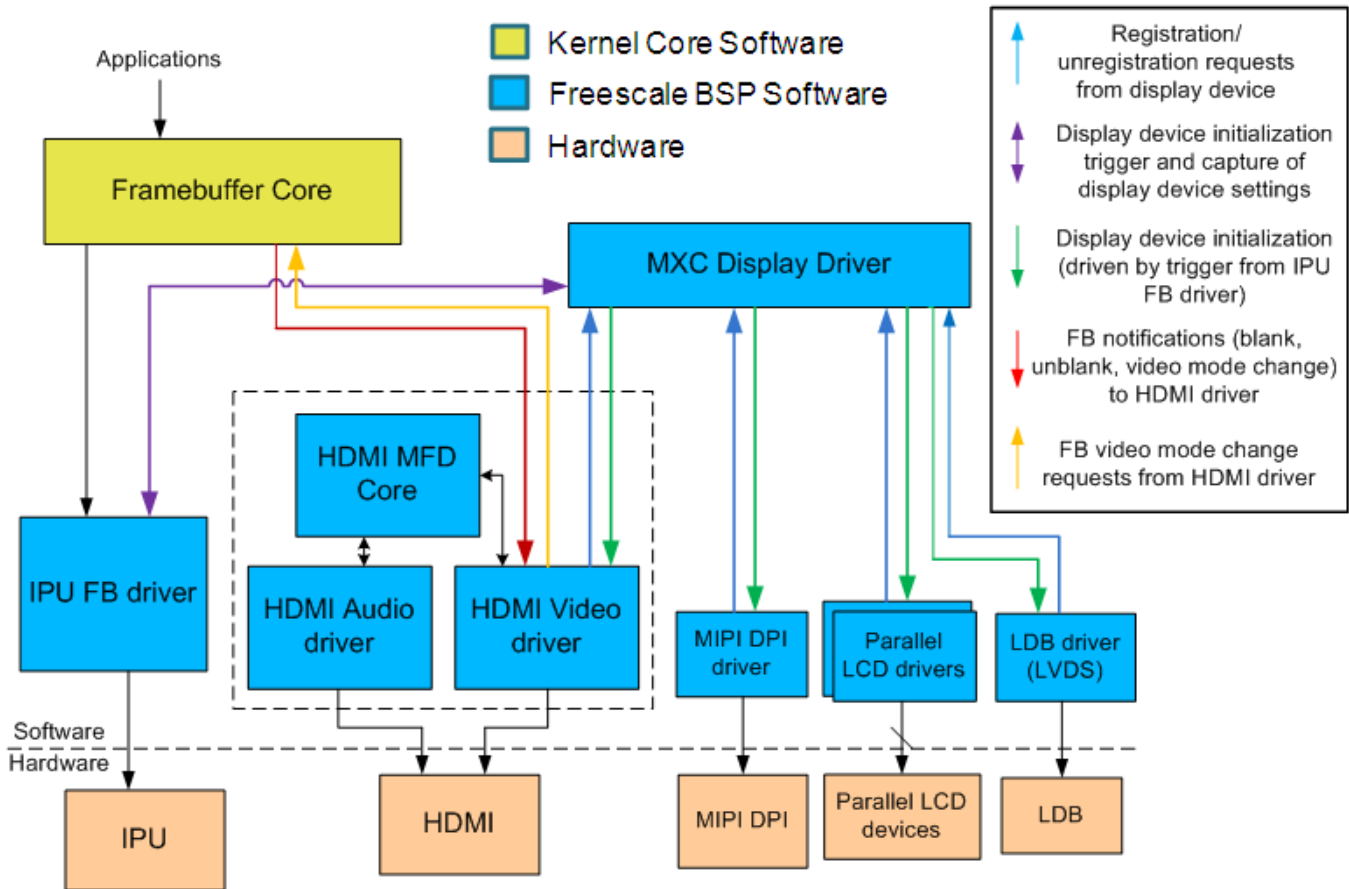 Applications
Kernel Core Software
Freescale BSP Software
Hardware
Framebuffer Core
MXC Display Driver
HDMI MFD
Core
IPU FB driver
HDMI Audio
driver
HDMI Video
driver
MIPI DPI
driver
Parallel
LCD drivers
LDB driver
(LVDS)
Software
Hardware
IPU
HDMI
MIPI DPI
Parallel LCD
devices
LDB
Registration/
unregistration requests
from display device
Display device initialization
trigger and capture of
display device settings
Display device initialization
(driven by trigger from IPU
FB driver)
FB notifications (blank,
unblank, video mode change)
to HDMI driver
FB video mode change
requests from HDMI driver